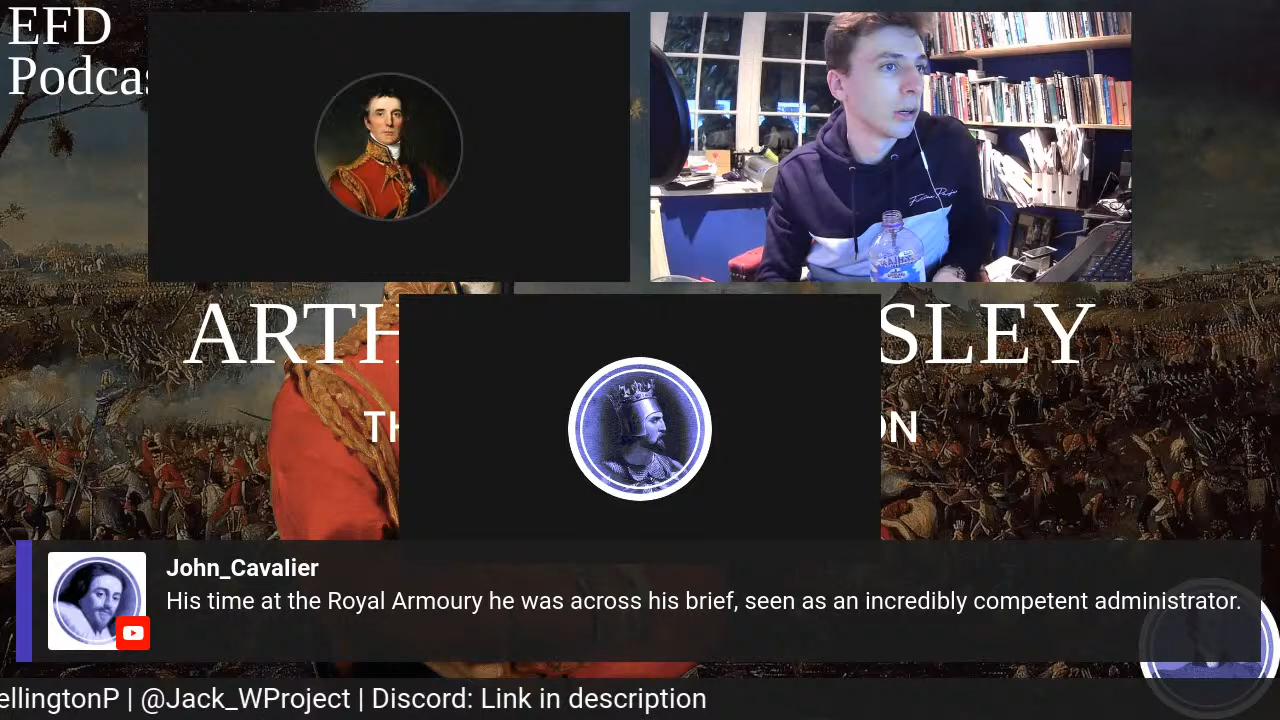 EFD
Podcas
ARTH SLEY
TH ON
John_Cavalier
His time at the Royal Armoury he was across his brief, seen as an incredibly competent administrator.
ellingtonP | @Jack_WProject | Discord: Link in description